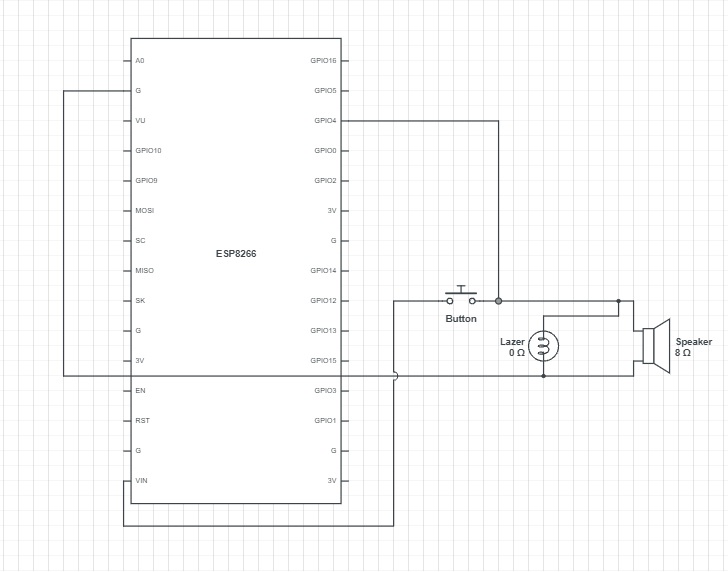 A0
G
VU
GPIO10
GPIO9
MOSI
SC
MISO
SK
G
3V
EN
RST
G
VIN
ESP8266
GPIO16
GPIO5
GPIO4
GPIO0
GPIO2
3V
G
GPIO14
GPIO12
GPIO13
GPIO15
GPIO3
GPIO1
G
3V
Button
Lazer
0 Ω
Speaker
8 Ω